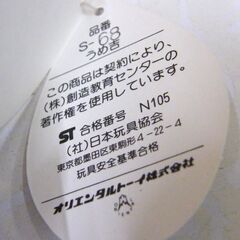 品番
S-68
うめ吉
この商品は契約により、
(株)創造教育センターの
著作権を使用しています。
ST 合格番号 N105
(社)日本玩具協会
東京都墨田区東駒形4-22-4
玩具安全基準合格
オリエンタルトーイ株式会社